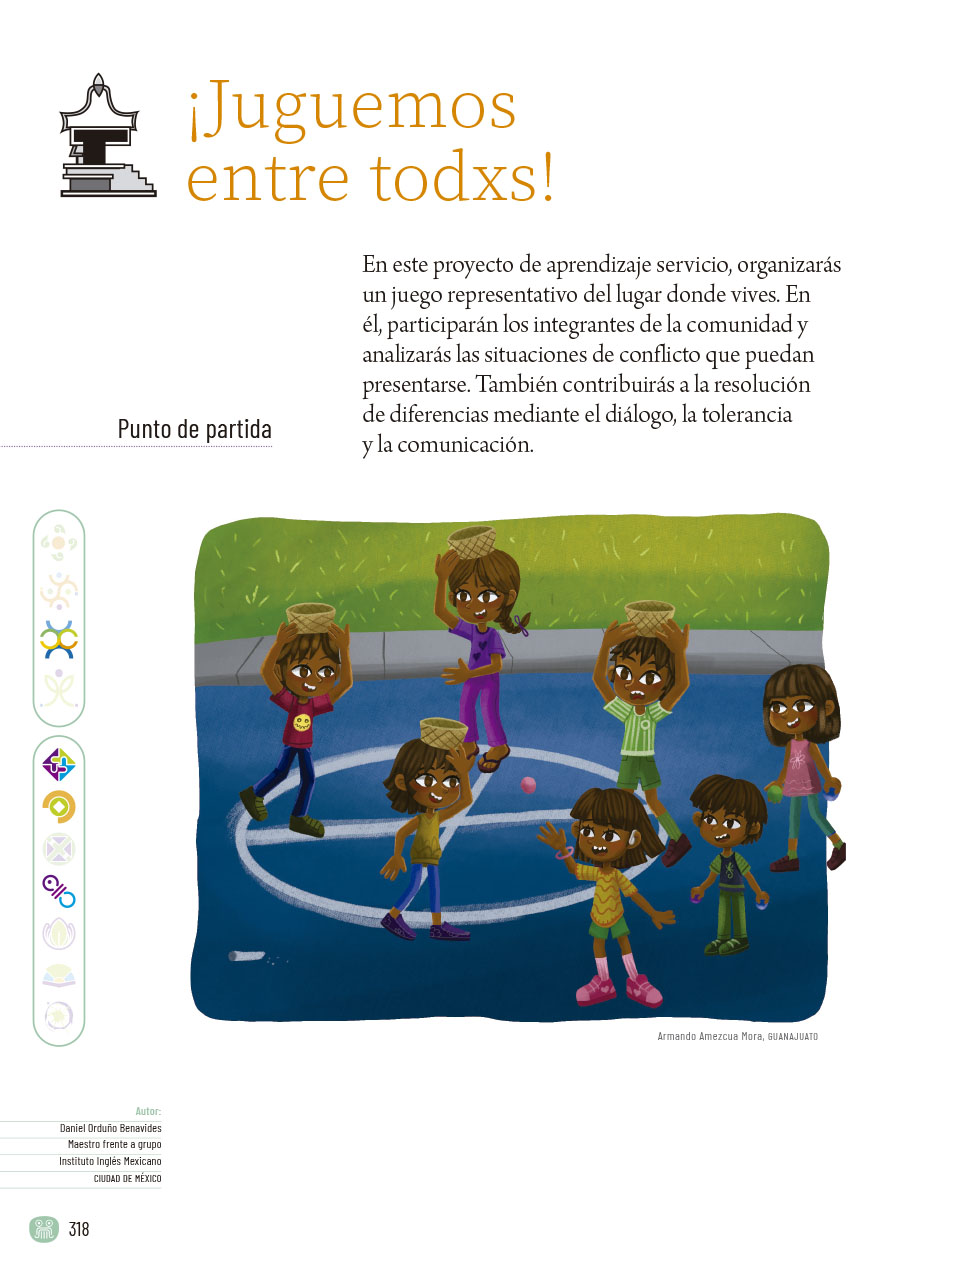 ¡Juguemos
entre todxs!
En este proyecto de aprendizaje servicio, organizarás
un juego representativo del lugar donde vives. En
él, participarán los integrantes de la comunidad y
analizarás las situaciones de conflicto que puedan
presentarse. También contribuirás a la resolución
de diferencias mediante el diálogo, la tolerancia
y la comunicación.
Punto de partida
Armando Amezcua Mora, GUANAJUATO
Autor:
Daniel Orduño Benavides
Maestro frente a grupo
Instituto Inglés Mexicano
CIUDAD DE MÉXICO
318